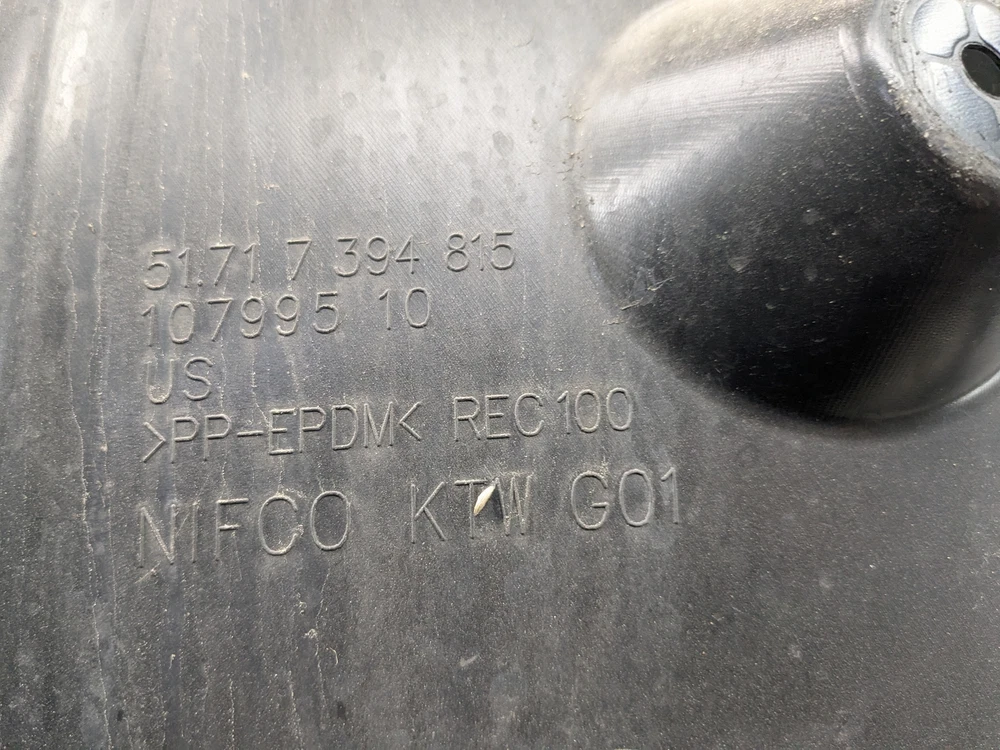 51.71 7 394 815
107995 10
US
>PP-EPDM< REC100
NIFCO KTW G01